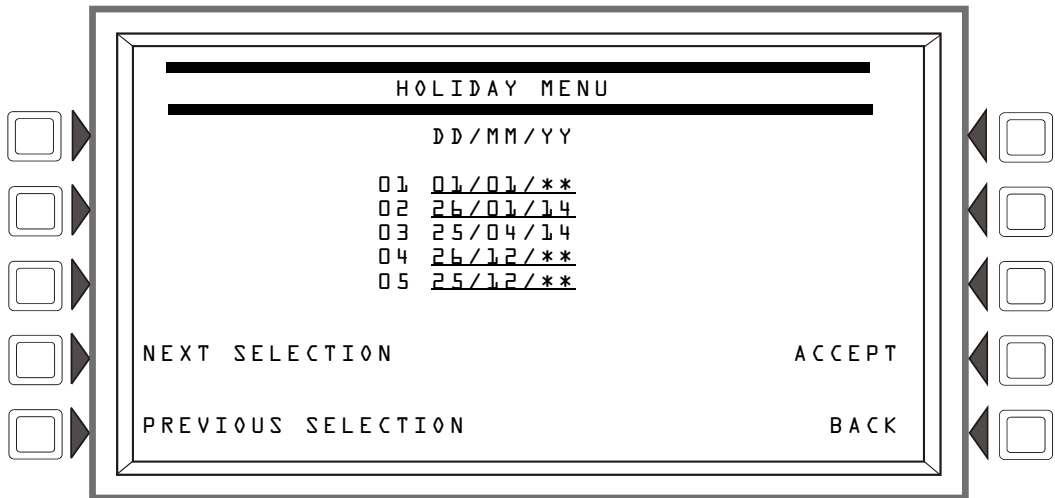 HOLIDAY MENU
DD/MM/YY
01 01/01/**
02 26/01/14
03 25/04/14
04 26/12/**
05 25/12/**
NEXT SELECTION ACCEPT
PREVIOUS SELECTION BACK